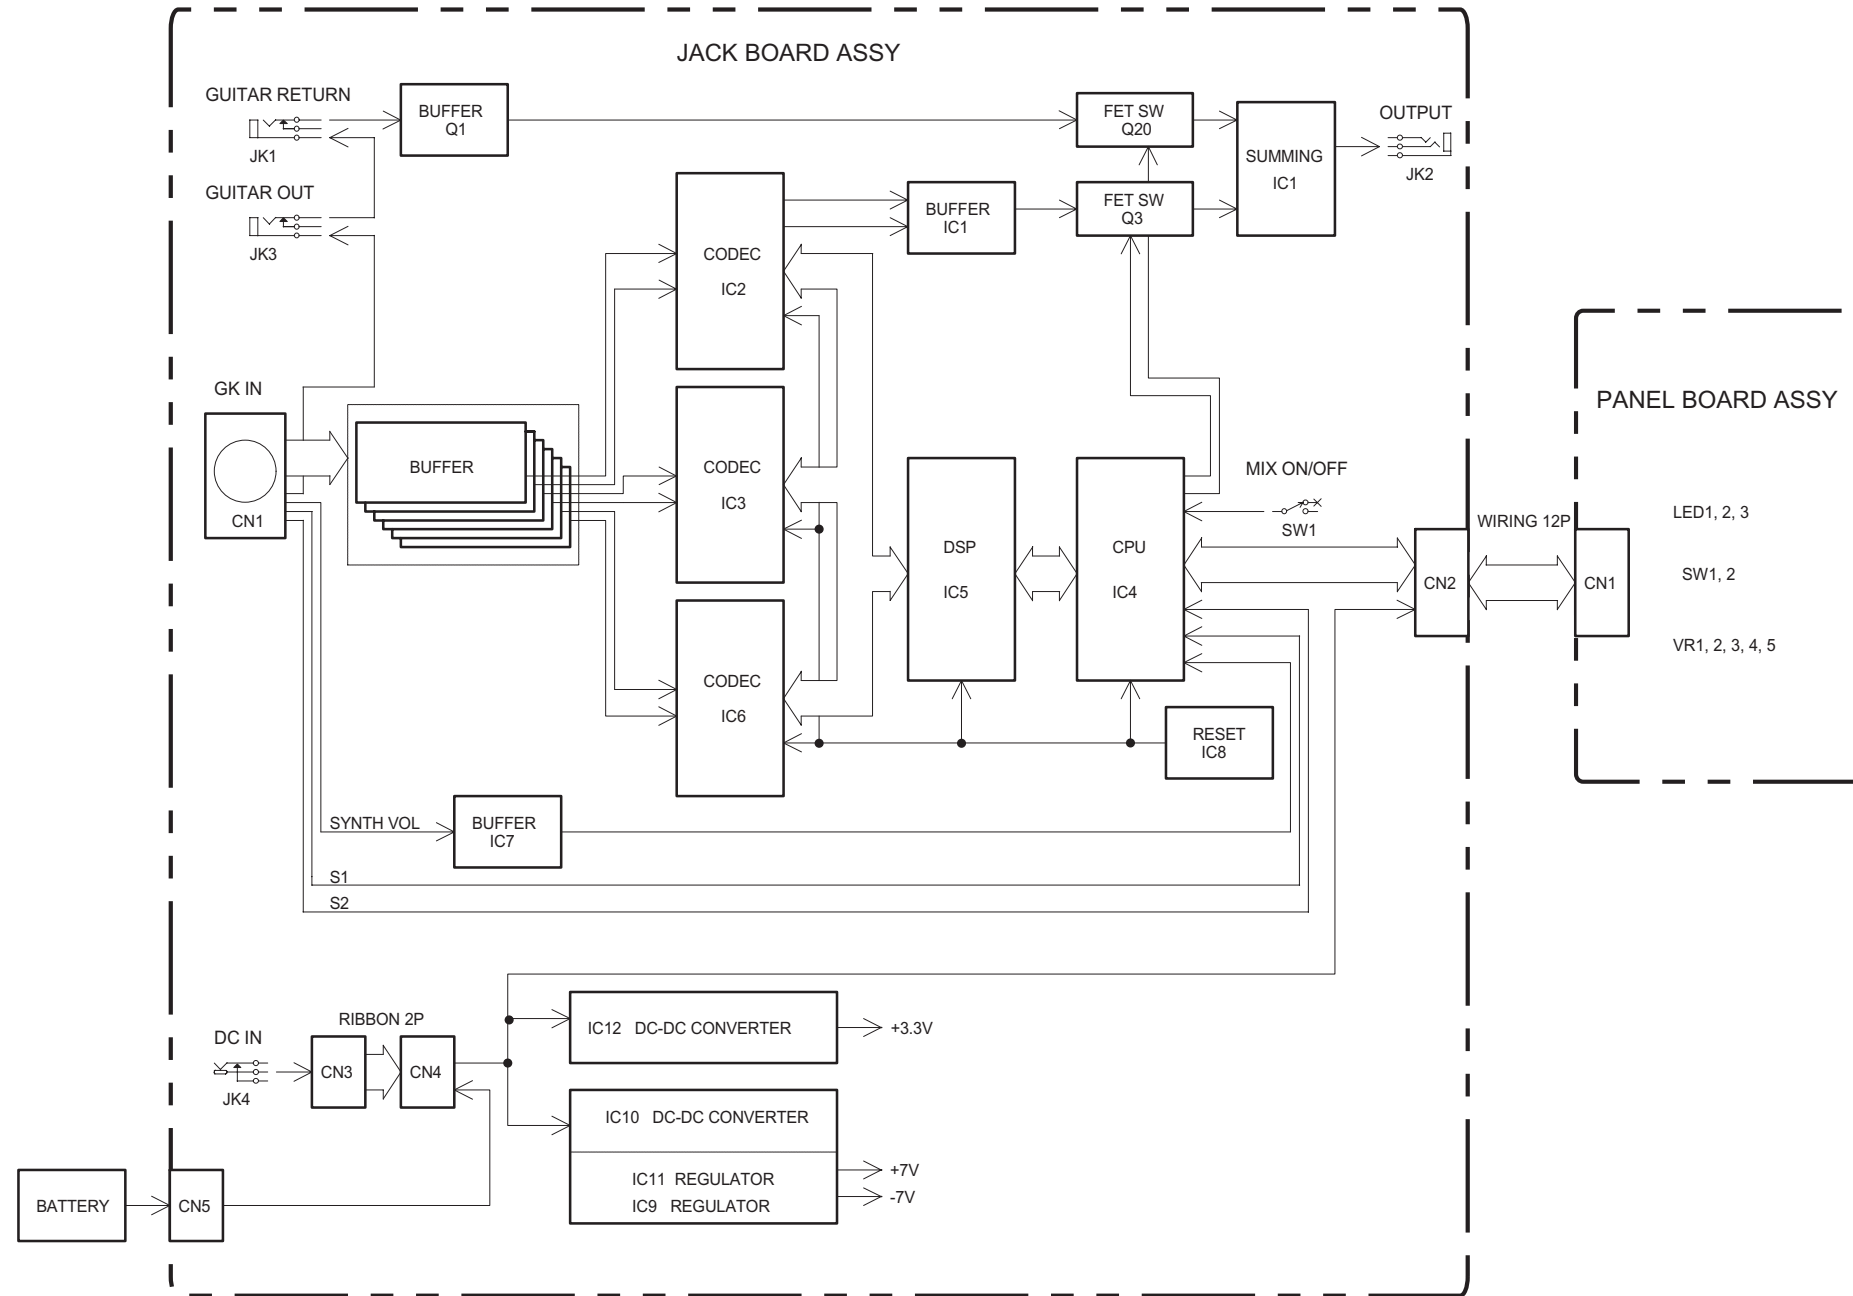 JACK BOARD ASSY
GUITAR RETURN
JK1
BUFFER
Q1
FET SW
Q20
SUMMING
IC1
OUTPUT
JK2
GUITAR OUT
JK3
CODEC
IC2
BUFFER
IC1
FET SW
Q3
GK IN
CN1
BUFFER
CODEC
IC3
DSP
IC5
CPU
IC4
MIX ON/OFF
SW1
CN2
WIRING 12P
CN1
PANEL BOARD ASSY
LED1, 2, 3
SW1, 2
VR1, 2, 3, 4, 5
CODEC
IC6
RESET
IC8
SYNTH VOL
BUFFER
IC7
S1
S2
DC IN
JK4
RIBBON 2P
CN3
CN4
IC12 DC-DC CONVERTER
+3.3V
IC10 DC-DC CONVERTER
IC11 REGULATOR
IC9 REGULATOR
+7V
-7V
BATTERY
CN5